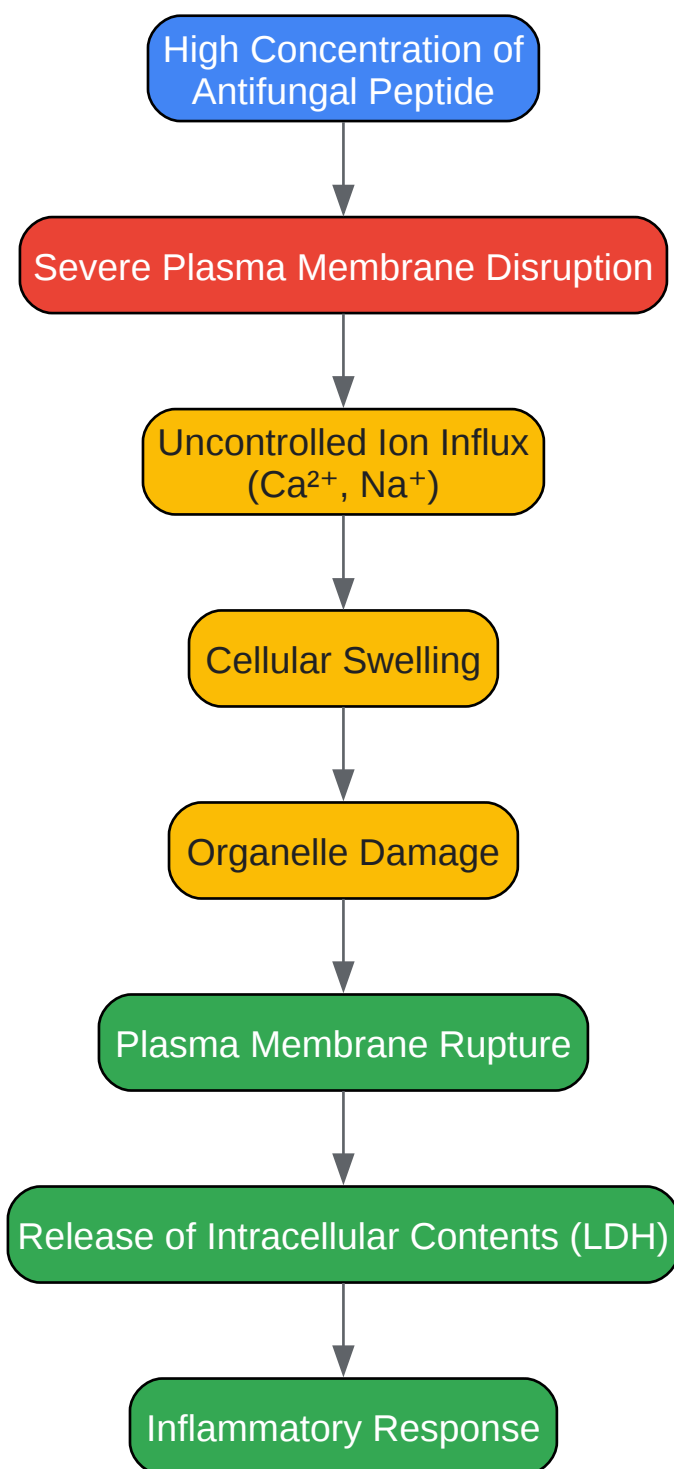 High Concentration of
Antifungal Peptide
Severe Plasma Membrane Disruption
Uncontrolled Ion Influx
(Ca²⁺, Na⁺)
Cellular Swelling
Organelle Damage
Plasma Membrane Rupture
Release of Intracellular Contents (LDH)
Inflammatory Response